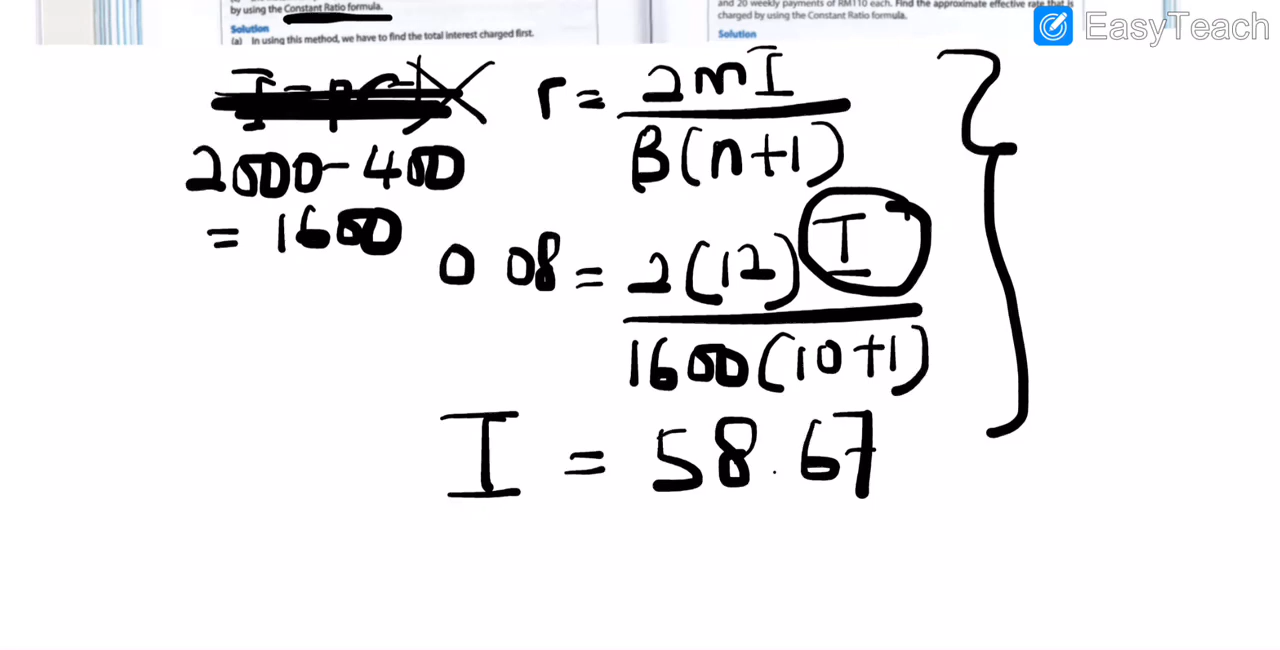 by using the Constant Ratio formula.
Solution
(a) In using this method, we have to find the total interest charged first.
and 20 weekly payments of RM110 each. Find the approximate effective rate that is
charged by using the Constant Ratio formula.
Solution
EasyTeach
r = 2mI
B(n+1)
2000-400
= 1600
0 08 = 2(12) I
1600(10+1)
I = 58.67